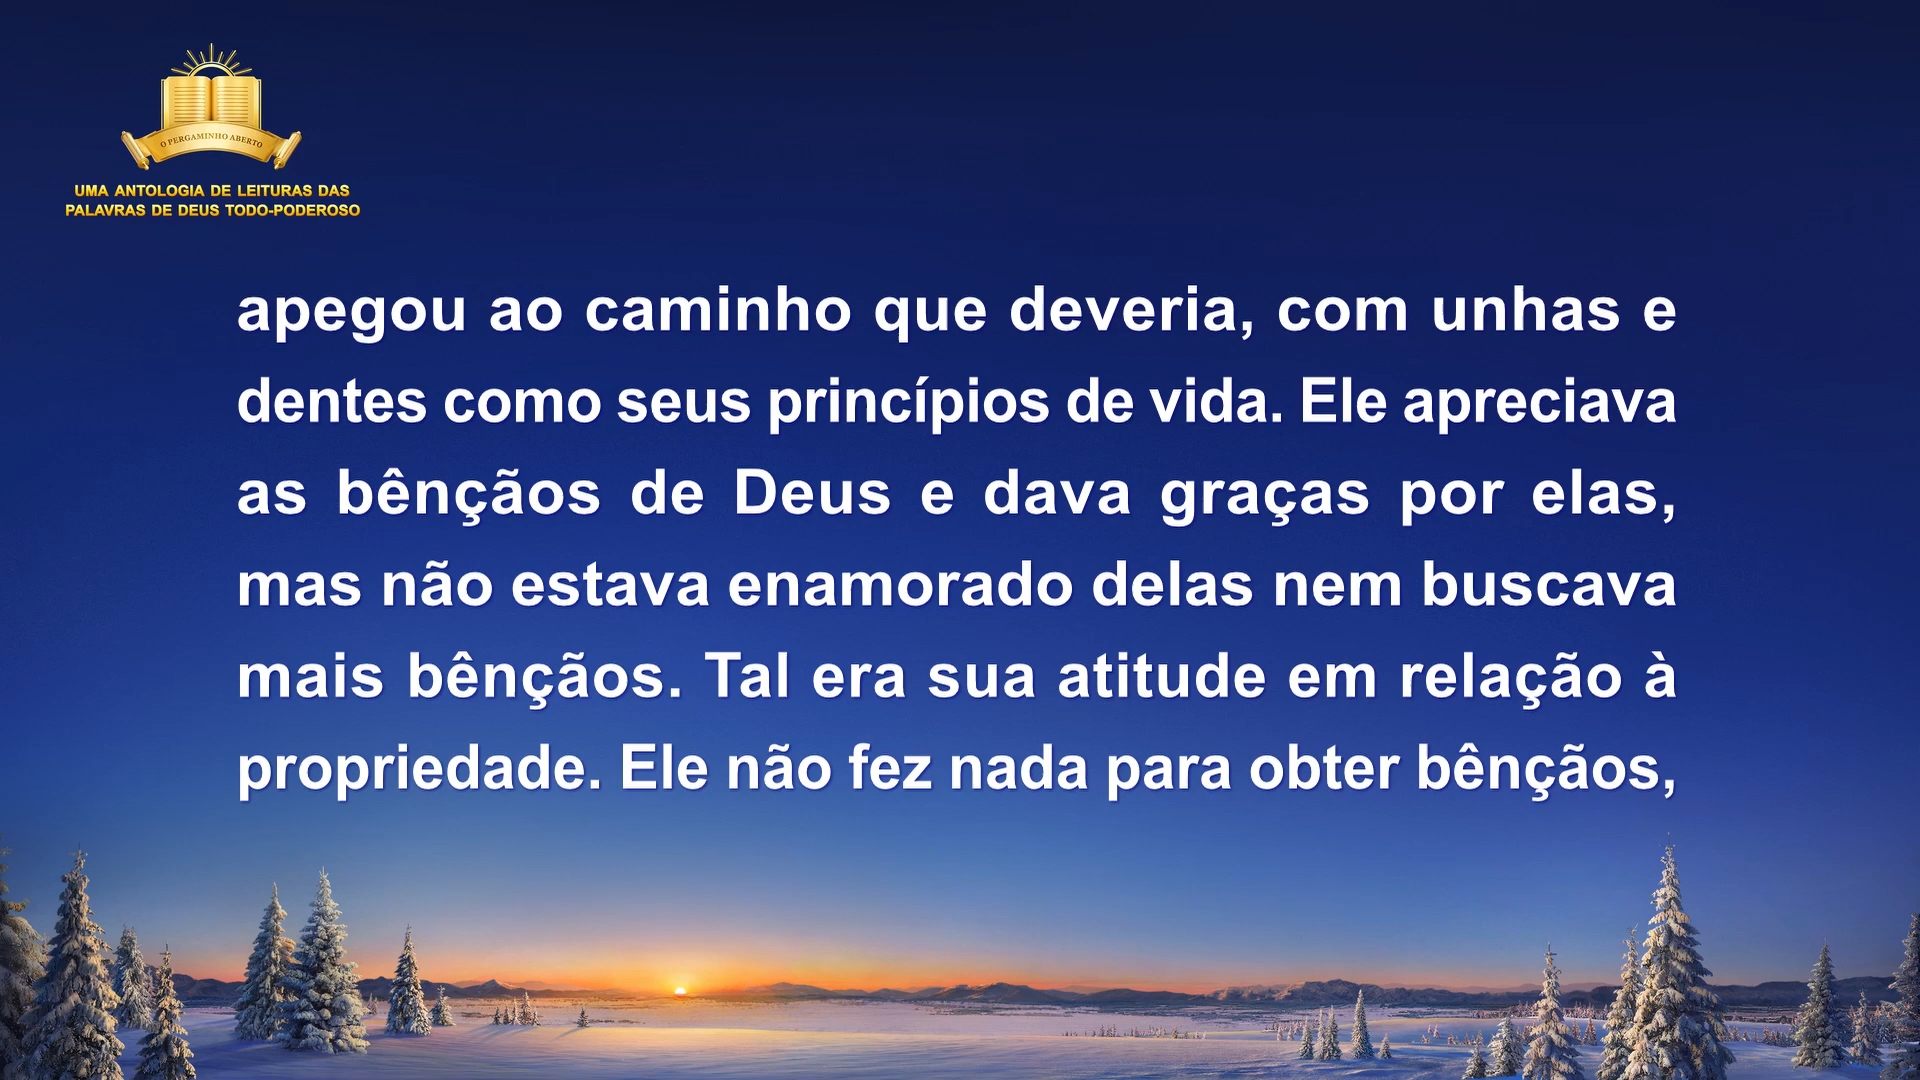 O PERGAMINHO ABERTO
UMA ANTOLOGIA DE LEITURAS DAS
PALAVRAS DE DEUS TODO-PODEROSO
apegou ao caminho que deveria, com unhas e
dentes como seus princípios de vida. Ele apreciava
as bênçãos de Deus e dava graças por elas,
mas não estava enamorado delas nem buscava
mais bênçãos. Tal era sua atitude em relação à
propriedade. Ele não fez nada para obter bênçãos,